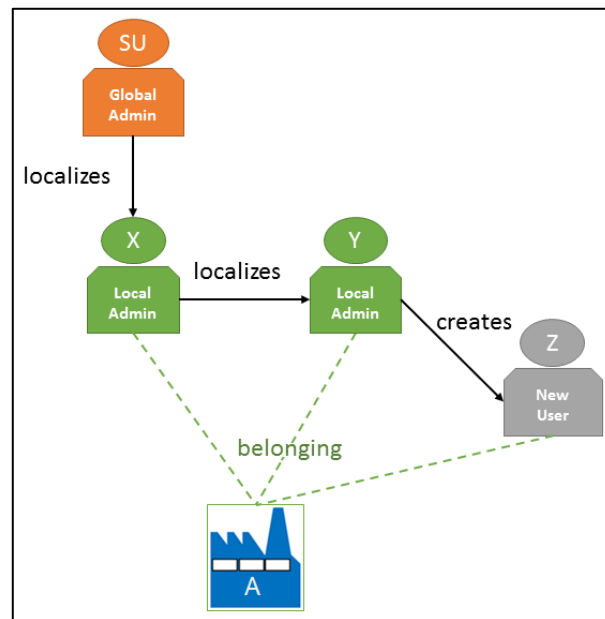 SU
Global
Admin
localizes
X
Local
Admin
localizes
Y
Local
Admin
creates
Z
New
User
belonging
A